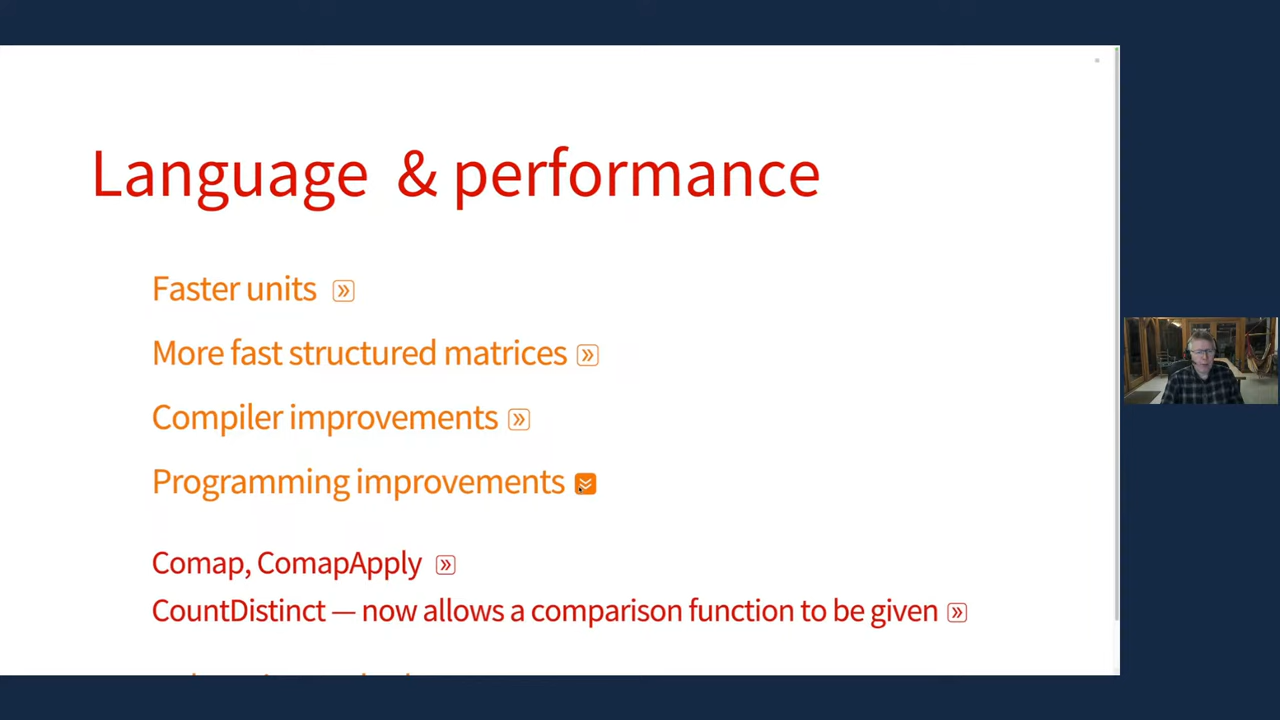 Language & performance
Faster units
More fast structured matrices
Compiler improvements
Programming improvements
Comap, ComapApply
CountDistinct — now allows a comparison function to be given